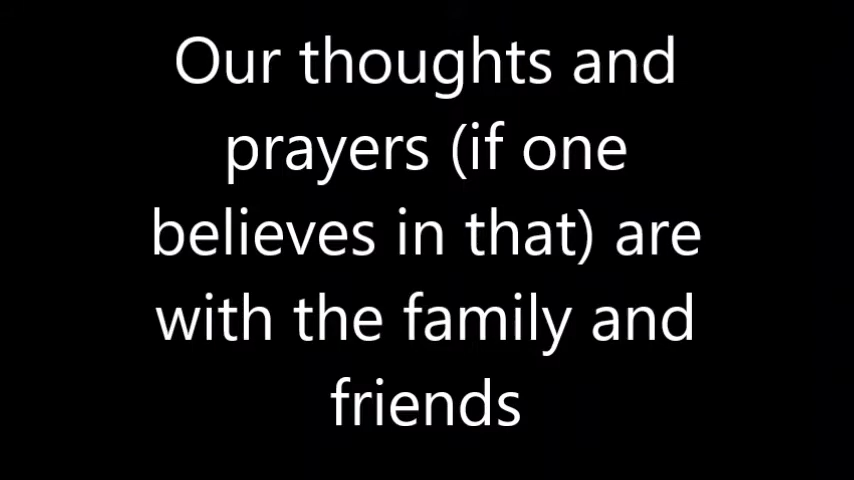 Our thoughts and
prayers (if one
believes in that) are
with the family and
friends